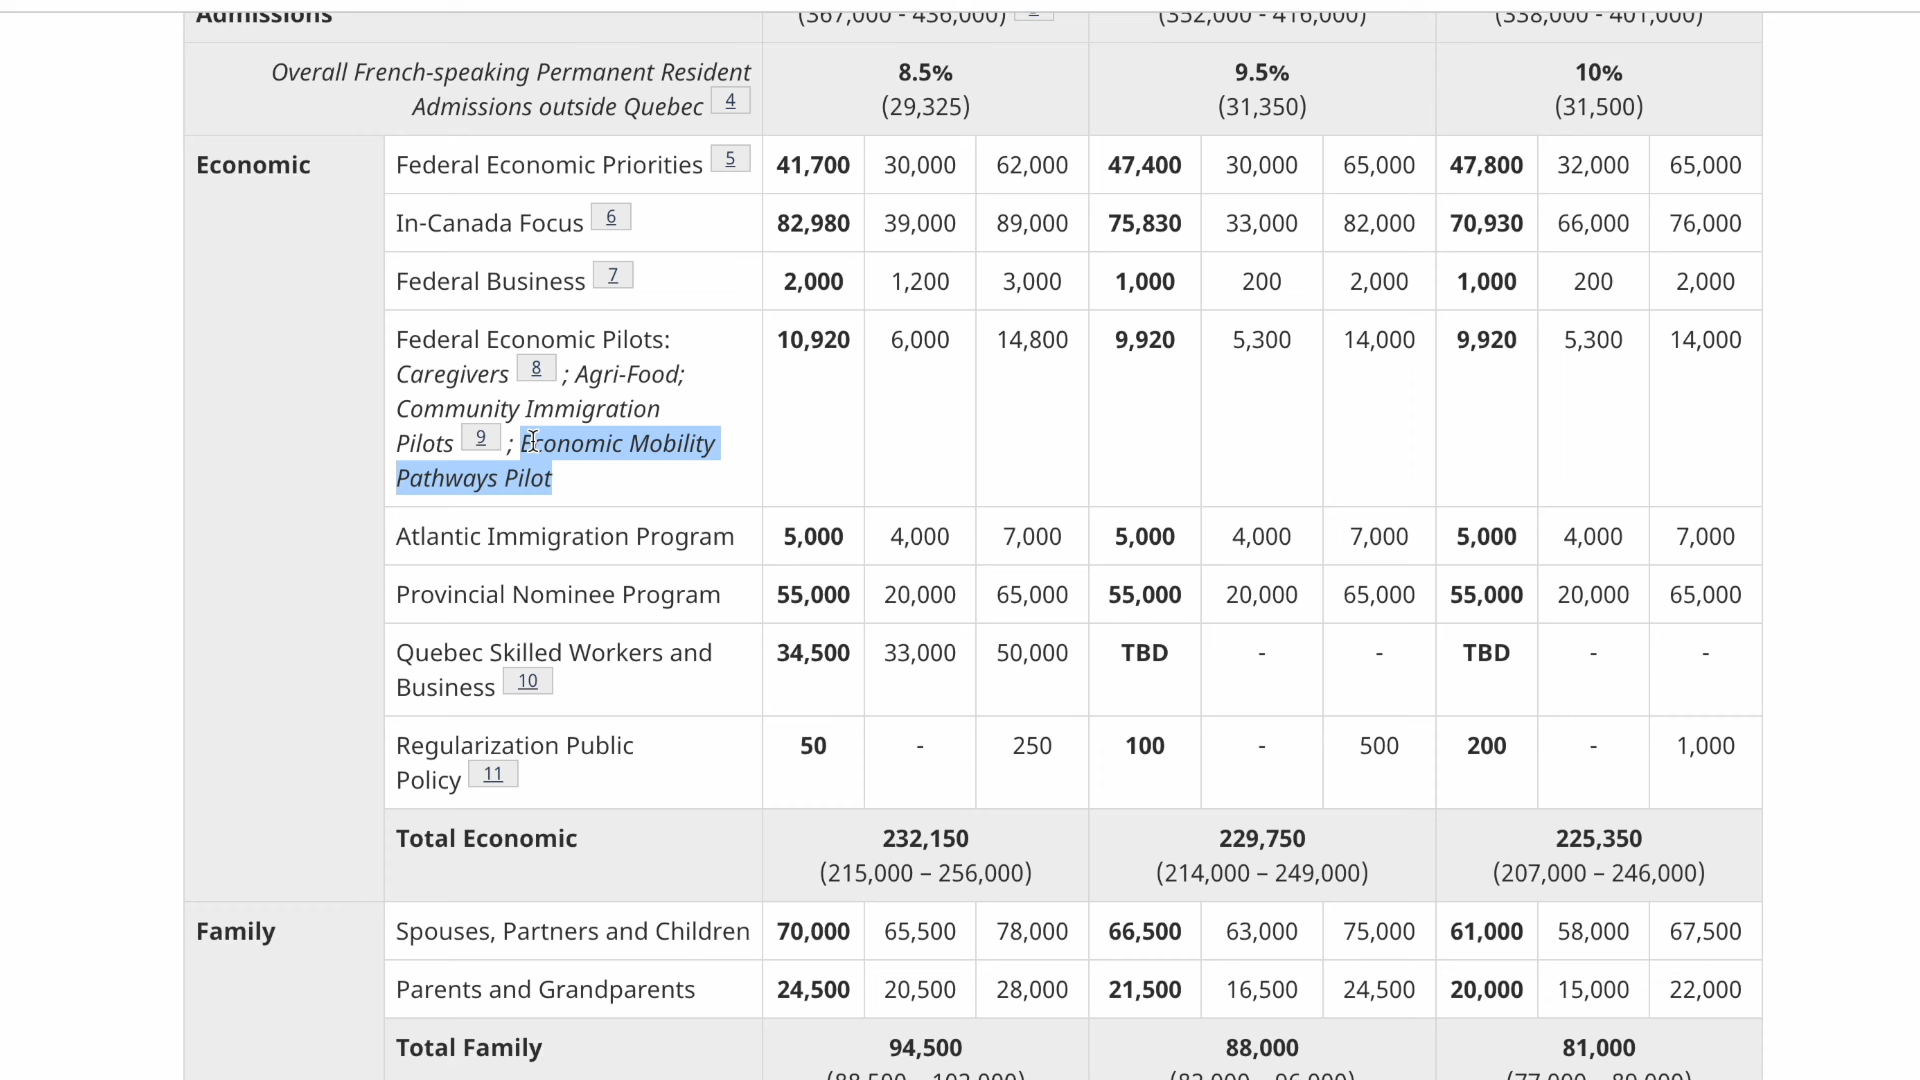 Admissions (367,000 - 436,000) (352,000 - 416,000) (338,000 - 401,000)
Overall French-speaking Permanent Resident 8.5% 9.5% 10%
Admissions outside Quebec 4 (29,325) (31,350) (31,500)
Economic Federal Economic Priorities 5 41,700 30,000 62,000 47,400 30,000 65,000 47,800 32,000 65,000
In-Canada Focus 6 82,980 39,000 89,000 75,830 33,000 82,000 70,930 66,000 76,000
Federal Business 7 2,000 1,200 3,000 1,000 200 2,000 1,000 200 2,000
Federal Economic Pilots: 10,920 6,000 14,800 9,920 5,300 14,000 9,920 5,300 14,000
Caregivers 8 ; Agri-Food;
Community Immigration
Pilots 9 ; Economic Mobility
Pathways Pilot
Atlantic Immigration Program 5,000 4,000 7,000 5,000 4,000 7,000 5,000 4,000 7,000
Provincial Nominee Program 55,000 20,000 65,000 55,000 20,000 65,000 55,000 20,000 65,000
Quebec Skilled Workers and 34,500 33,000 50,000 TBD - - TBD - -
Business 10
Regularization Public 50 - 250 100 - 500 200 - 1,000
Policy 11
Total Economic 232,150 229,750 225,350
(215,000 – 256,000) (214,000 – 249,000) (207,000 – 246,000)
Family Spouses, Partners and Children 70,000 65,500 78,000 66,500 63,000 75,000 61,000 58,000 67,500
Parents and Grandparents 24,500 20,500 28,000 21,500 16,500 24,500 20,000 15,000 22,000
Total Family 94,500 88,000 81,000